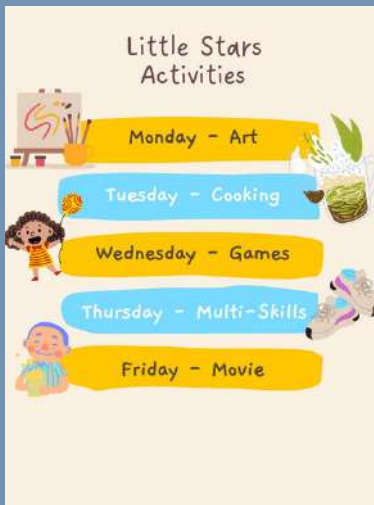 Little Stars
Activities
Monday - Art
Tuesday - Cooking
Wednesday - Games
Thursday - Multi-Skills
Friday - Movie